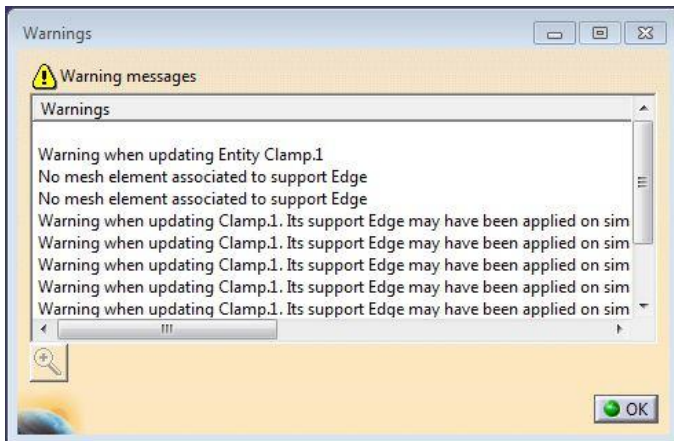 Warnings
Warning messages
Warnings
Warning when updating Entity Clamp.1
No mesh element associated to support Edge
No mesh element associated to support Edge
Warning when updating Clamp.1. Its support Edge may have been applied on sim
Warning when updating Clamp.1. Its support Edge may have been applied on sim
Warning when updating Clamp.1. Its support Edge may have been applied on sim
Warning when updating Clamp.1. Its support Edge may have been applied on sim
Warning when updating Clamp.1. Its support Edge may have been applied on sim
OK